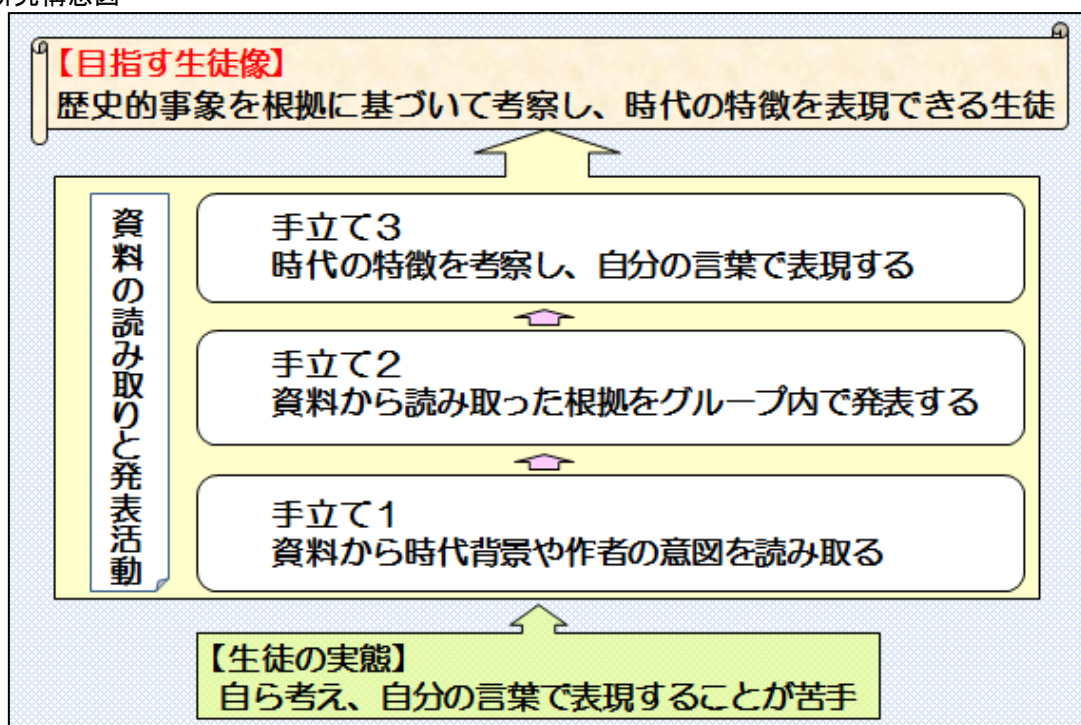 【目指す生徒像】
歴史的事象を根拠に基づいて考察し、時代の特徴を表現できる生徒
資料の読み取りと発表活動
手立て3
時代の特徴を考察し、自分の言葉で表現する
手立て2
資料から読み取った根拠をグループ内で発表する
手立て1
資料から時代背景や作者の意図を読み取る
【生徒の実態】
自ら考え、自分の言葉で表現することが苦手